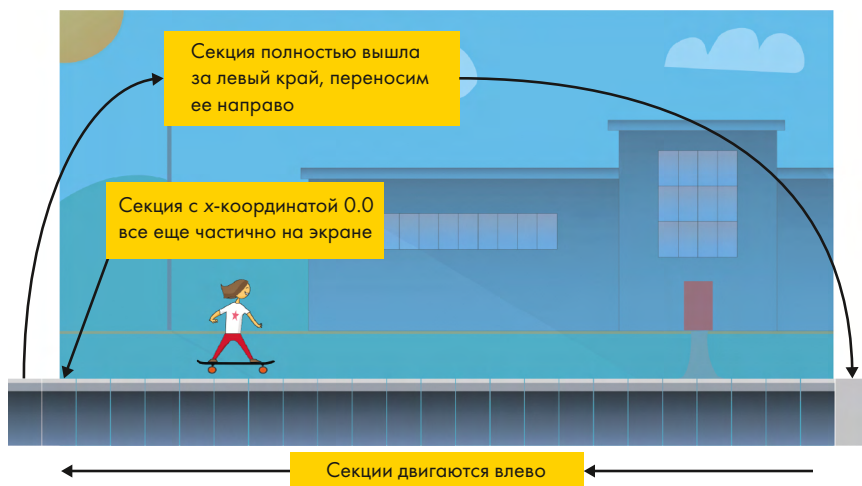 Секция полностью вышла
за левый край, переносим
ее направо
Секция с x-координатой 0.0
все еще частично на экране
Секции двигаются влево